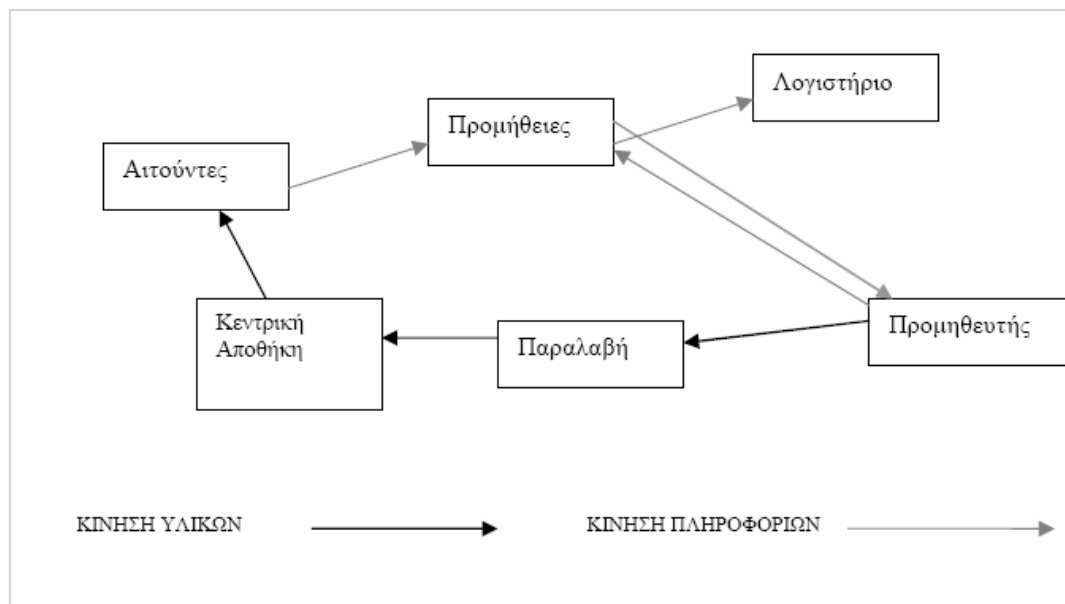 Λογιστήριο
Προμήθειες
Αιτούντες
Κεντρική
Αποθήκη
Παραλαβή
Προμηθευτής
ΚΙΝΗΣΗ ΥΛΙΚΩΝ
ΚΙΝΗΣΗ ΠΛΗΡΟΦΟΡΙΩΝ